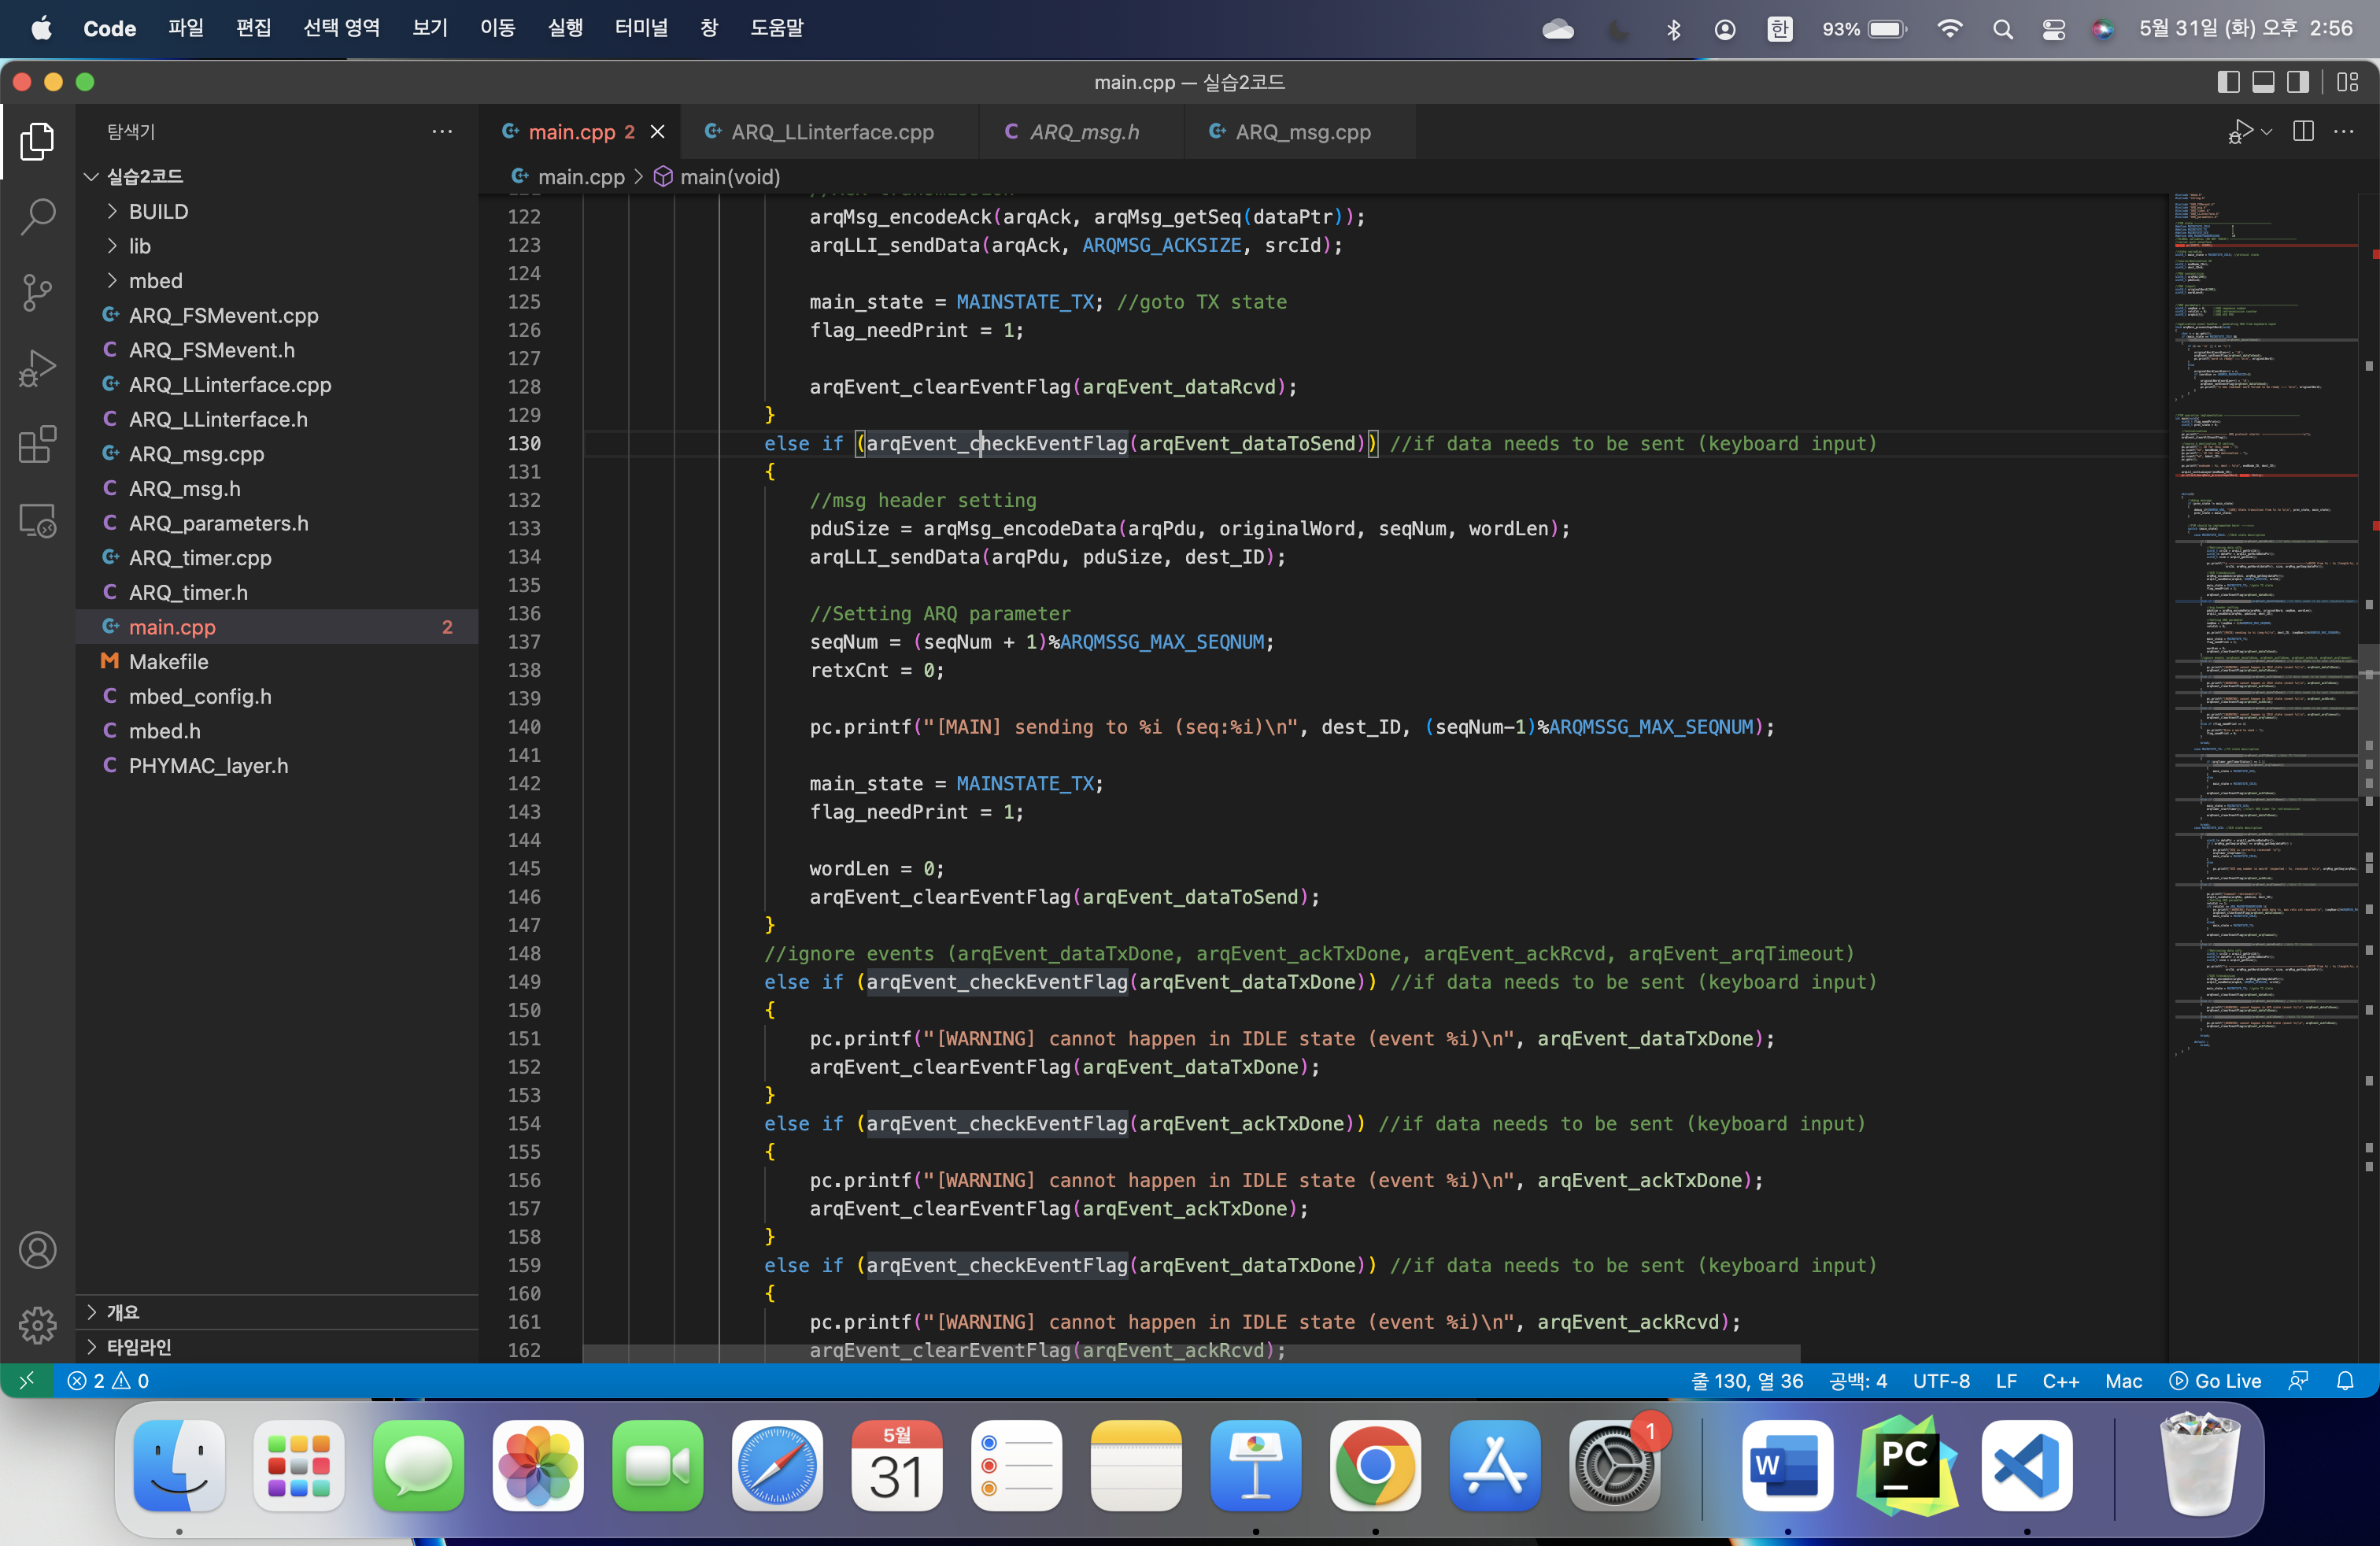 Code 파일 편집 선택 영역 보기 이동 실행 터미널 창 도움말 한 93% 5월 31일 (화) 오후 2:56
main.cpp — 실습2코드
탐색기
main.cpp 2
ARQ_LLinterface.cpp
ARQ_msg.h
ARQ_msg.cpp
main.cpp > main(void)
실습2코드
BUILD
lib
mbed
ARQ_FSMevent.cpp
ARQ_FSMevent.h
ARQ_LLinterface.cpp
ARQ_LLinterface.h
ARQ_msg.cpp
ARQ_msg.h
ARQ_parameters.h
ARQ_timer.cpp
ARQ_timer.h
main.cpp 2
Makefile
mbed_config.h
mbed.h
PHYMAC_layer.h
개요
타임라인
122 arqMsg_encodeAck(arqAck, arqMsg_getSeq(dataPtr));
123 arqLLI_sendData(arqAck, ARQMSG_ACKSIZE, srcId);
124
125 main_state = MAINSTATE_TX; //goto TX state
126 flag_needPrint = 1;
127
128 arqEvent_clearEventFlag(arqEvent_dataRcvd);
129 }
130 else if (arqEvent_checkEventFlag(arqEvent_dataToSend)) //if data needs to be sent (keyboard input)
131 {
132 //msg header setting
133 pduSize = arqMsg_encodeData(arqPdu, originalWord, seqNum, wordLen);
134 arqLLI_sendData(arqPdu, pduSize, dest_ID);
135
136 //Setting ARQ parameter
137 seqNum = (seqNum + 1)%ARQMSSG_MAX_SEQNUM;
138 retxCnt = 0;
139
140 pc.printf("[MAIN] sending to %i (seq:%i)\n", dest_ID, (seqNum-1)%ARQMSSG_MAX_SEQNUM);
141
142 main_state = MAINSTATE_TX;
143 flag_needPrint = 1;
144
145 wordLen = 0;
146 arqEvent_clearEventFlag(arqEvent_dataToSend);
147 }
148 //ignore events (arqEvent_dataTxDone, arqEvent_ackTxDone, arqEvent_ackRcvd, arqEvent_arqTimeout)
149 else if (arqEvent_checkEventFlag(arqEvent_dataTxDone)) //if data needs to be sent (keyboard input)
150 {
151 pc.printf("[WARNING] cannot happen in IDLE state (event %i)\n", arqEvent_dataTxDone);
152 arqEvent_clearEventFlag(arqEvent_dataTxDone);
153 }
154 else if (arqEvent_checkEventFlag(arqEvent_ackTxDone)) //if data needs to be sent (keyboard input)
155 {
156 pc.printf("[WARNING] cannot happen in IDLE state (event %i)\n", arqEvent_ackTxDone);
157 arqEvent_clearEventFlag(arqEvent_ackTxDone);
158 }
159 else if (arqEvent_checkEventFlag(arqEvent_dataTxDone)) //if data needs to be sent (keyboard input)
160 {
161 pc.printf("[WARNING] cannot happen in IDLE state (event %i)\n", arqEvent_ackRcvd);
162 arqEvent_clearEventFlag(arqEvent_ackRcvd);
2 0 줄 130, 열 36 공백: 4 UTF-8 LF C++ Mac Go Live
5월
31
1
W
PC